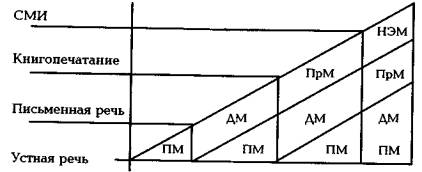 СМИ
НЭМ
Книгопечатание
ПрМ ПрМ
Письменная речь
ДМ ДМ ДМ
Устная речь
ПМ ПМ ПМ ПМ